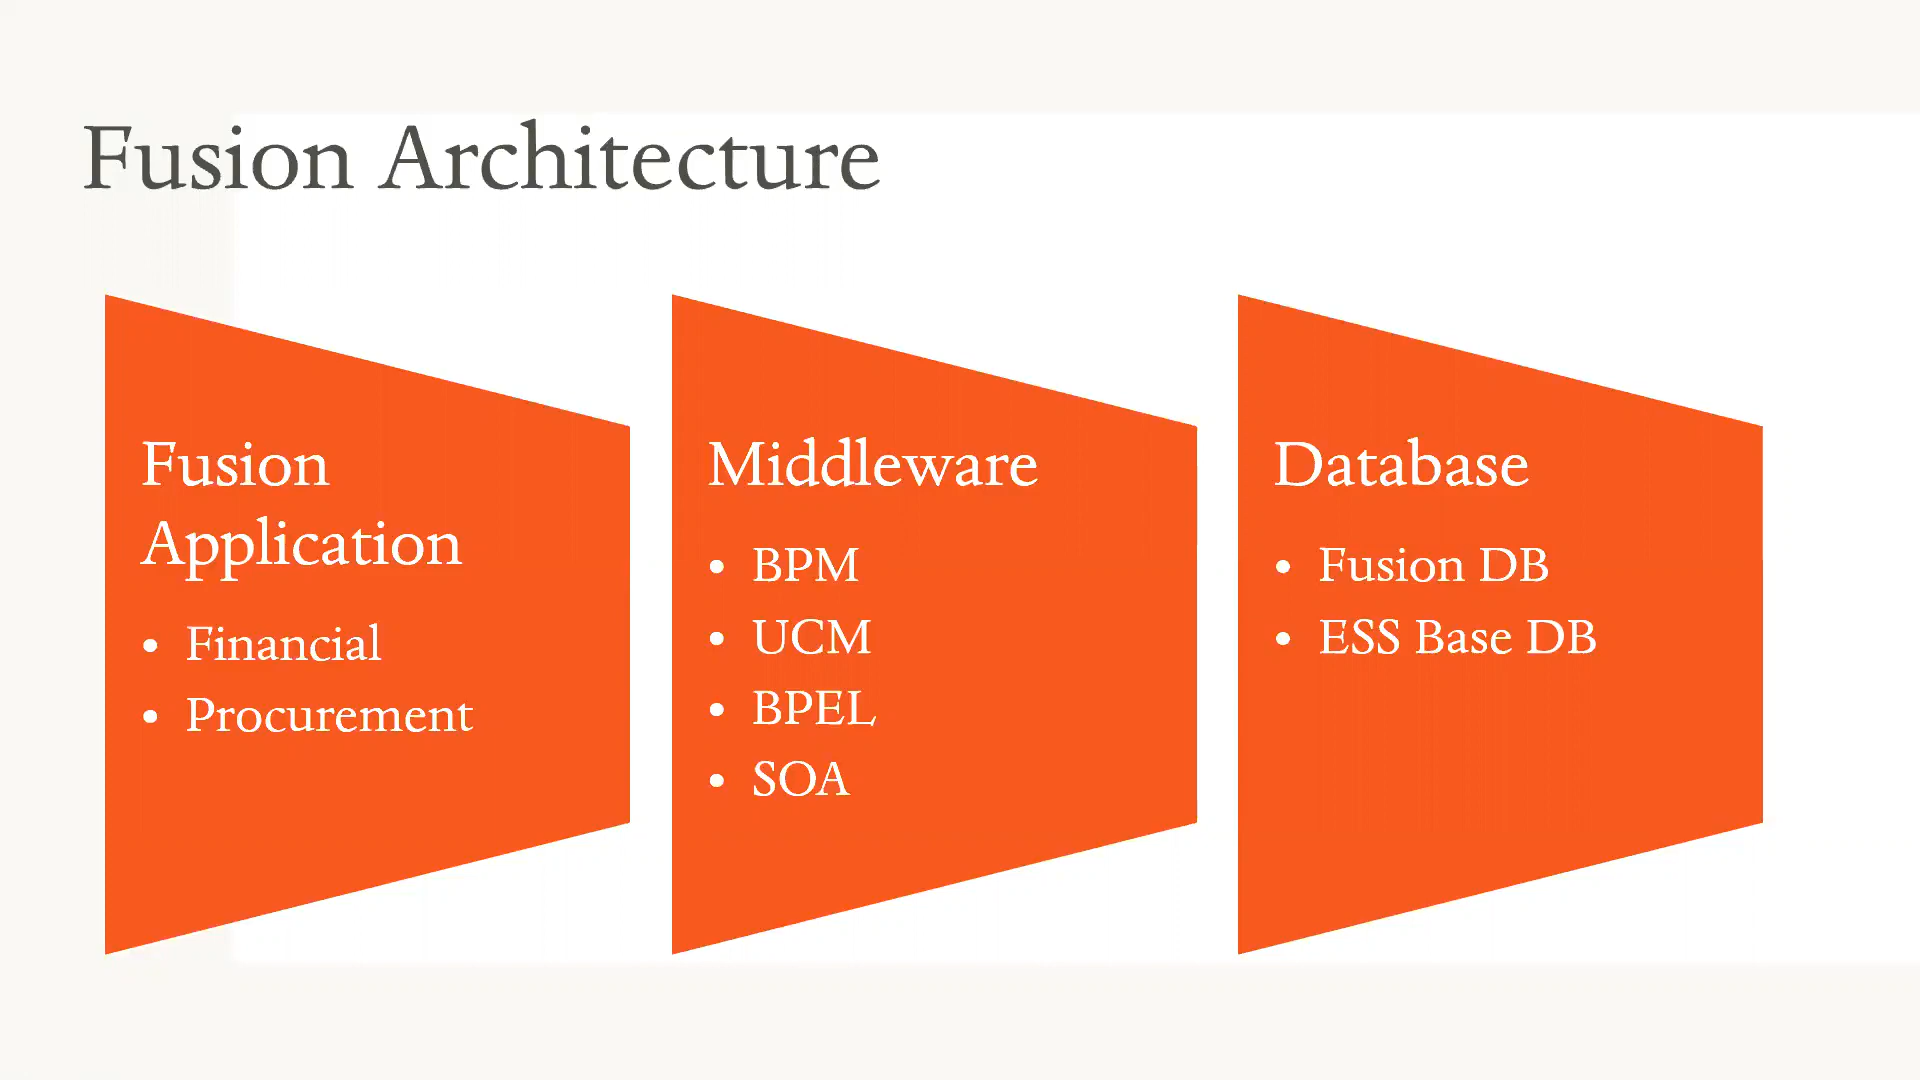 Fusion Architecture
Fusion
Application
• Financial
• Procurement
Middleware
• BPM
• UCM
• BPEL
• SOA
Database
• Fusion DB
• ESS Base DB